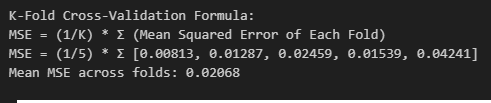 K-Fold Cross-Validation Formula:
MSE = (1/K) * Σ (Mean Squared Error of Each Fold)
MSE = (1/5) * Σ [0.00813, 0.01287, 0.02459, 0.01539, 0.04241]
Mean MSE across folds: 0.02068